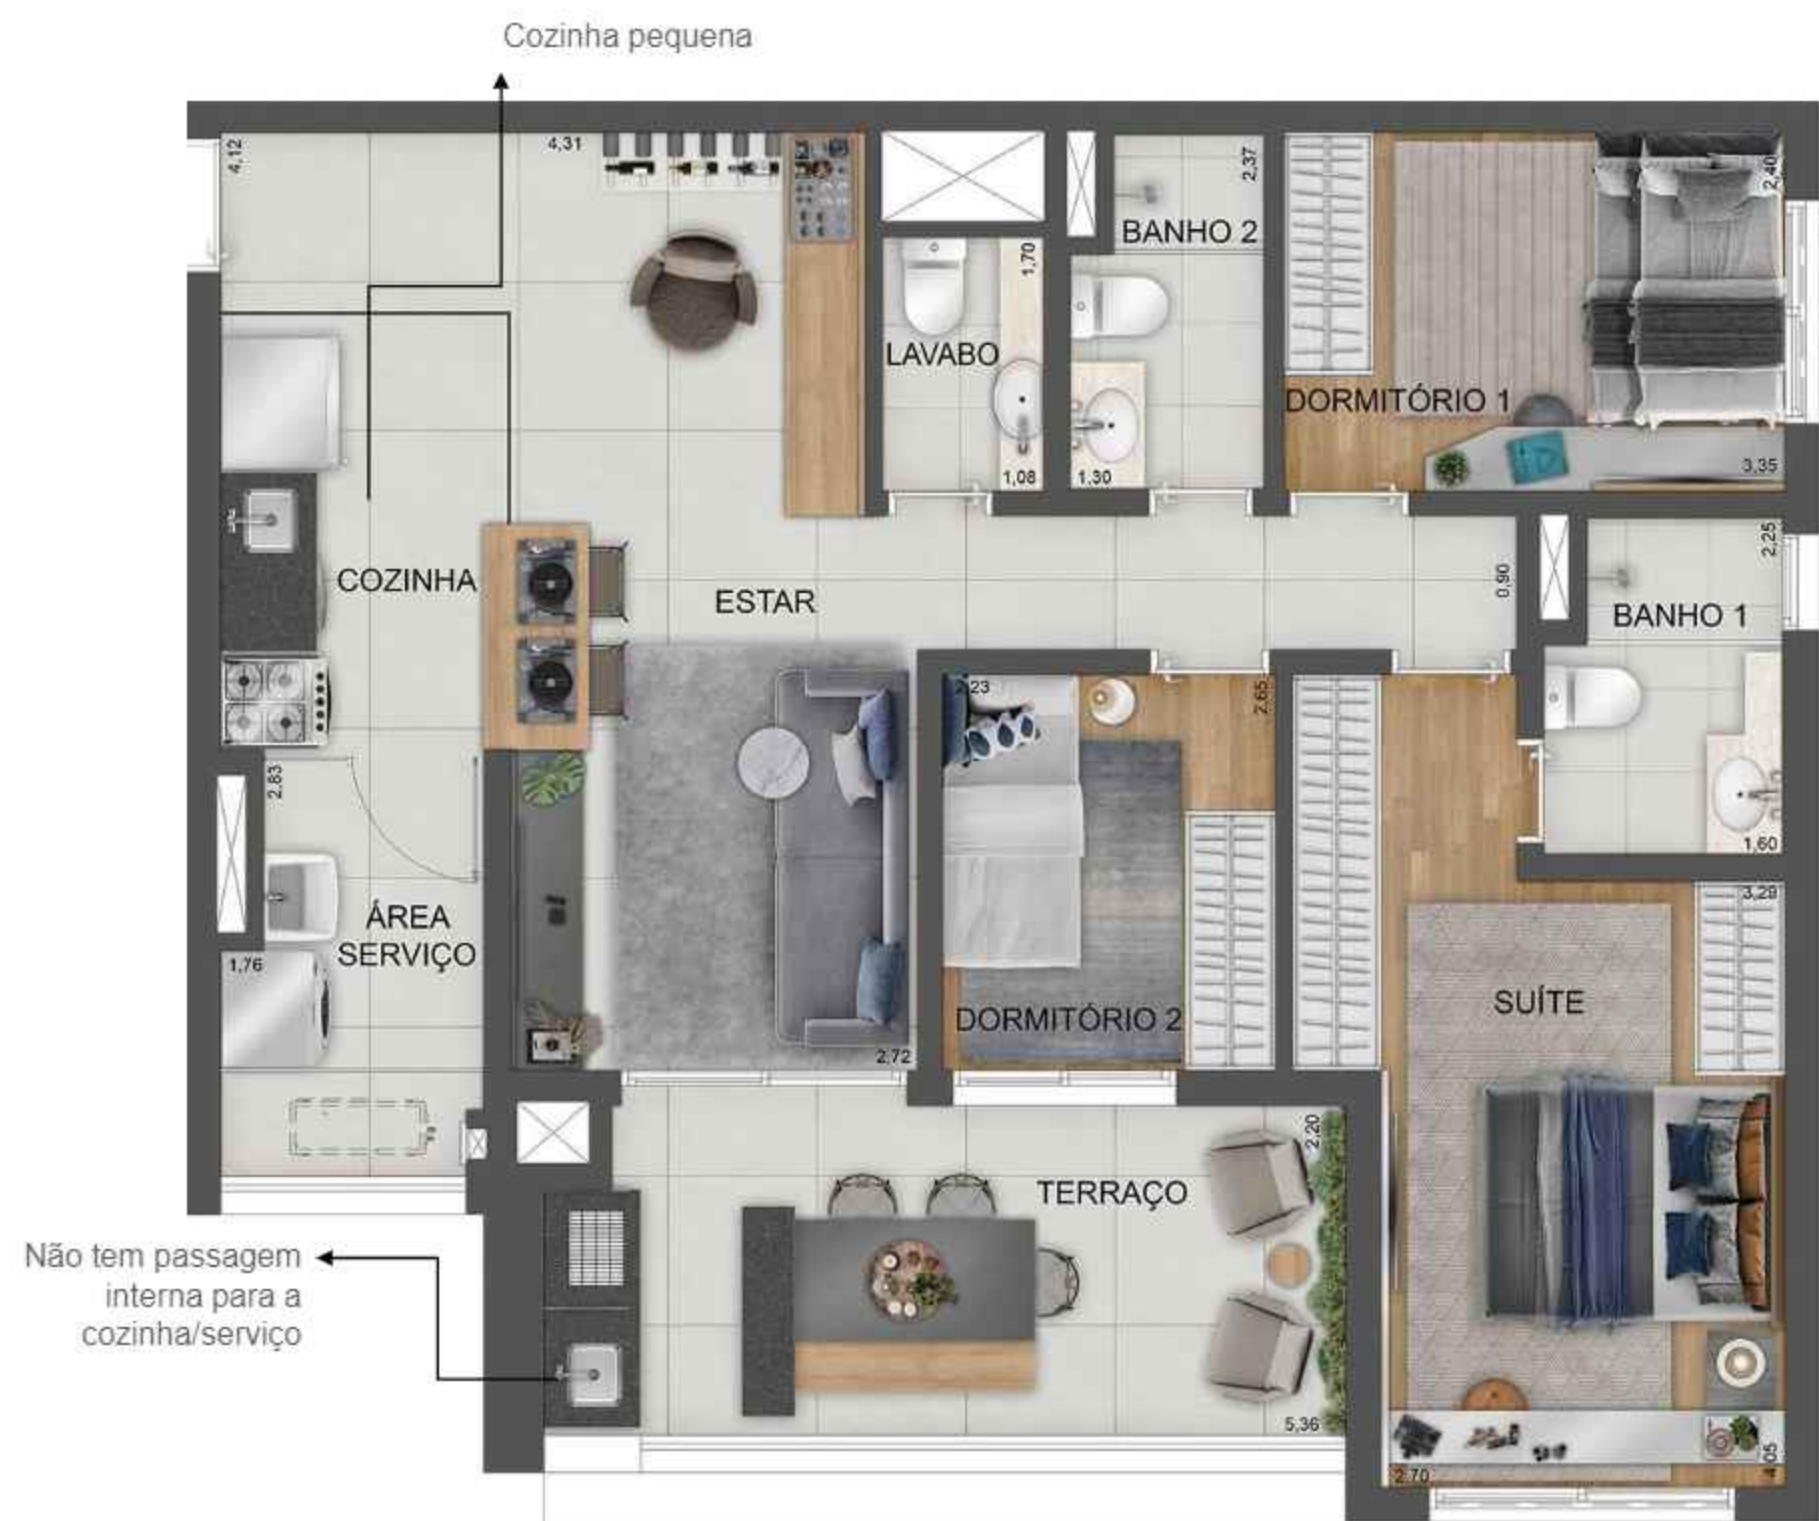 Cozinha pequena
4,12
4,31
2,37
2,40
BANHO 2
1,70
LAVABO
DORMITÓRIO 1
1,08
1.30
3,35
2,25
COZINHA
ESTAR
0,90
BANHO 1
2,23
2,65
2,83
1,60
ÁREA
SERVIÇO
3,29
1,76
SUÍTE
DORMITÓRIO 2
2,72
2,20
TERRAÇO
Não tem passagem
interna para a
cozinha/serviço
5,36
2.70
4,05